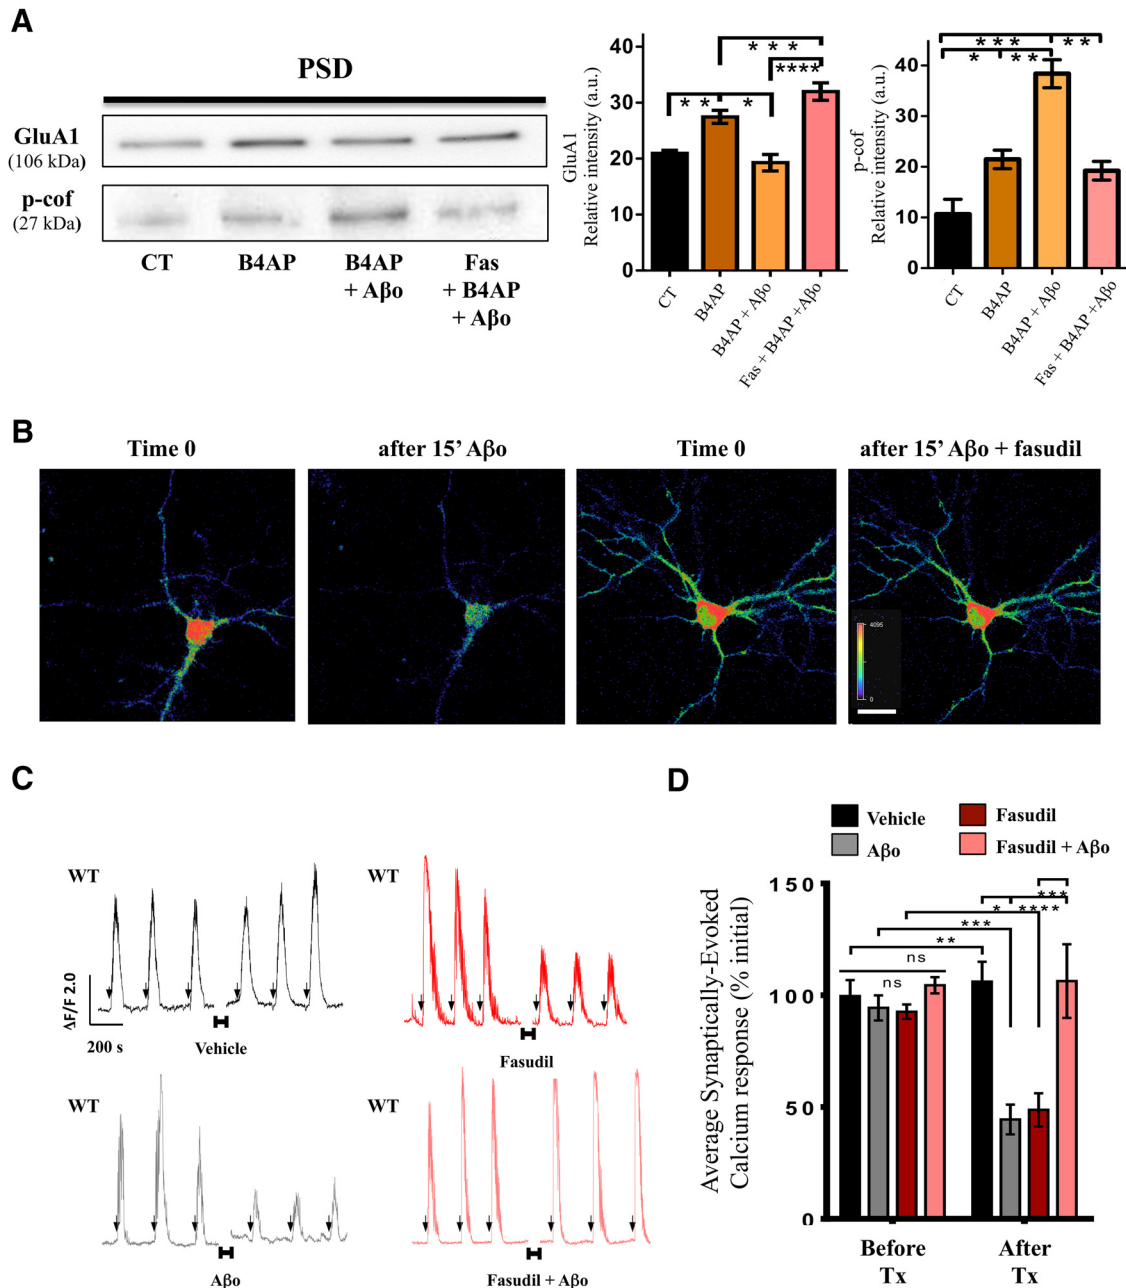 A
PSD
GluA1
(106 kDa)
p-cof
(27 kDa)
CT
B4AP
B4AP
+ Aβo
Fas
+ B4AP
+ Aβo
GluA1
Relative intensity (a.u.)
40
30
20
10
0
* * *
****
* *
*
CT
B4AP
B4AP + Aβo
Fas + B4AP +Aβo
p-cof
Relative intensity (a.u.)
40
30
20
10
0
* * *
* *
*
* *
CT
B4AP
B4AP + Aβo
Fas + B4AP +Aβo
B
Time 0
after 15’ Aβo
Time 0
after 15’ Aβo + fasudil
4095
0
C
WT
ΔF/F 2.0
200 s
Vehicle
WT
Fasudil
WT
Aβo
WT
Fasudil + Aβo
D
Vehicle
Aβo
Fasudil
Fasudil + Aβo
Average Synaptically-Evoked
Calcium response (% initial)
150
100
50
0
***
*
****
***
**
ns
ns
Before
Tx
After
Tx